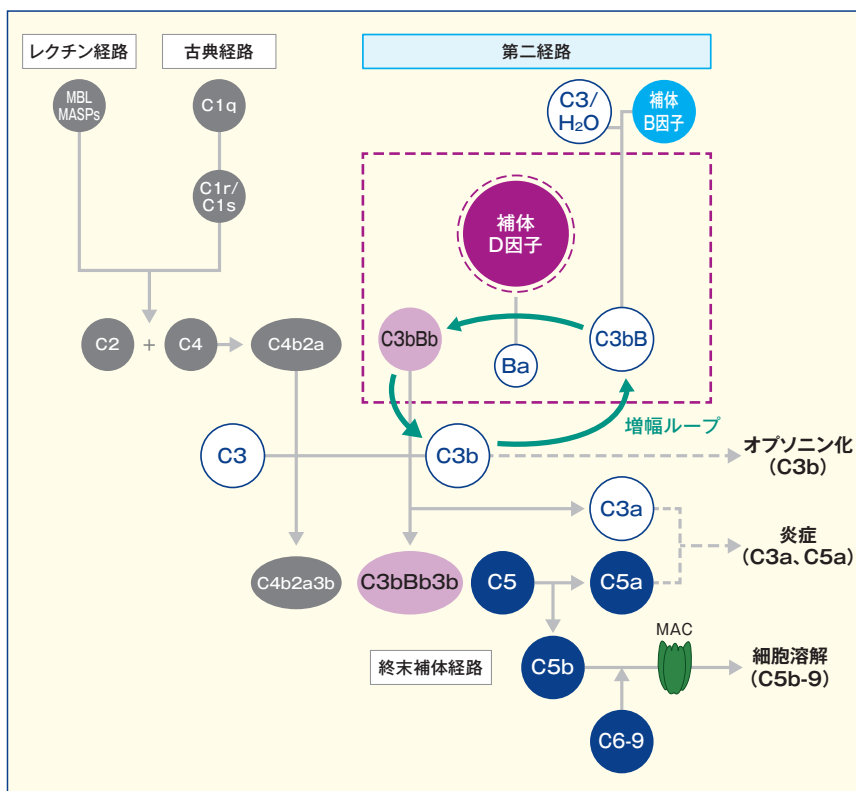 レクチン経路
古典経路
第二経路
MBL
MASPs
C1q
C3/
H₂O
補体
B因子
C1r/
C1s
補体
D因子
C2
+
C4
C4b2a
C3bBb
Ba
C3bB
増幅ループ
C3
C3b
オプソニン化
(C3b)
C3a
炎症
(C3a、C5a)
C4b2a3b
C3bBb3b
C5
C5a
MAC
終末補体経路
C5b
細胞溶解
(C5b-9)
C6-9